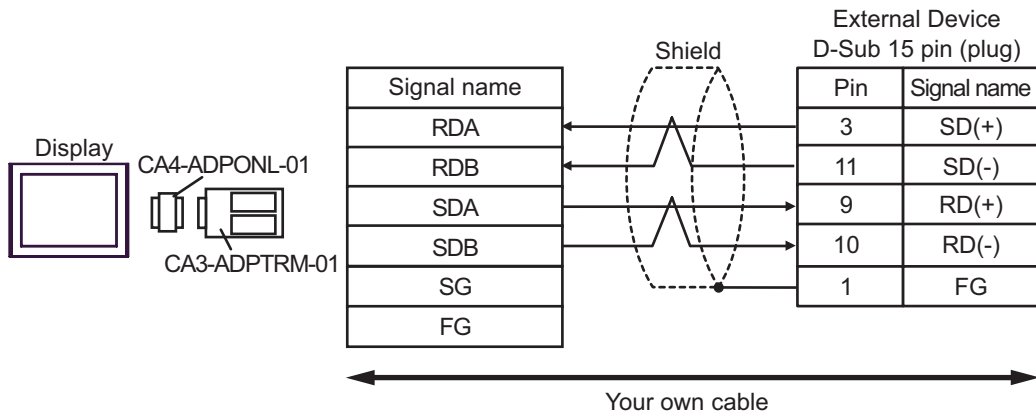 External Device
D-Sub 15 pin (plug)
Shield
Signal name
Pin Signal name
RDA 3 SD(+)
RDB 11 SD(-)
SDA 9 RD(+)
SDB 10 RD(-)
SG 1 FG
FG
Display
CA4-ADPONL-01
CA3-ADPTRM-01
Your own cable